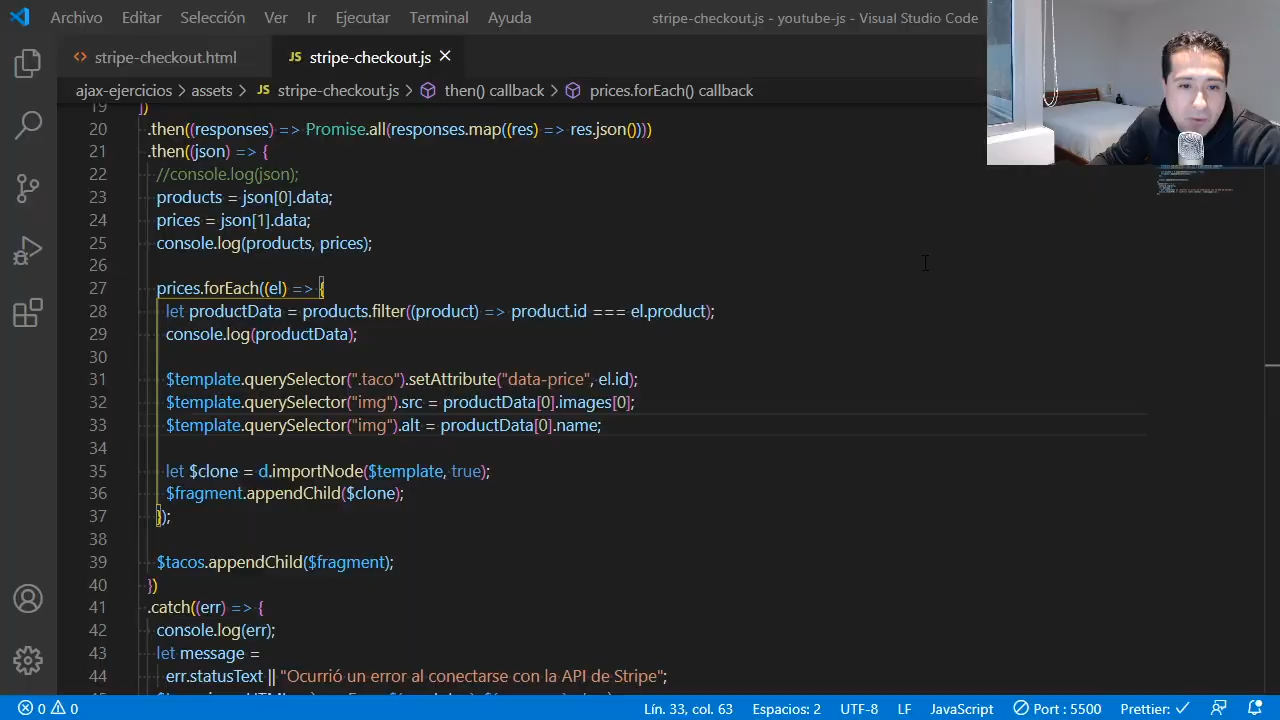 Archivo Editar Selección Ver Ir Ejecutar Terminal Ayuda stripe-checkout.js - youtube-js - Visual Studio Code
stripe-checkout.html JS stripe-checkout.js
ajax-ejercicios > assets > JS stripe-checkout.js > then() callback > prices.forEach() callback
19 ])
20 .then((responses) => Promise.all(responses.map((res) => res.json())))
21 .then((json) => {
22 //console.log(json);
23 products = json[0].data;
24 prices = json[1].data;
25 console.log(products, prices);
26
27 prices.forEach((el) => {
28 let productData = products.filter((product) => product.id === el.product);
29 console.log(productData);
30
31 $template.querySelector(".taco").setAttribute("data-price", el.id);
32 $template.querySelector("img").src = productData[0].images[0];
33 $template.querySelector("img").alt = productData[0].name;
34
35 let $clone = d.importNode($template, true);
36 $fragment.appendChild($clone);
37 });
38
39 $tacos.appendChild($fragment);
40 })
41 .catch((err) => {
42 console.log(err);
43 let message =
44 err.statusText || "Ocurrió un error al conectarse con la API de Stripe";
0 0 Lín. 33, col. 63 Espacios: 2 UTF-8 LF JavaScript Port : 5500 Prettier: